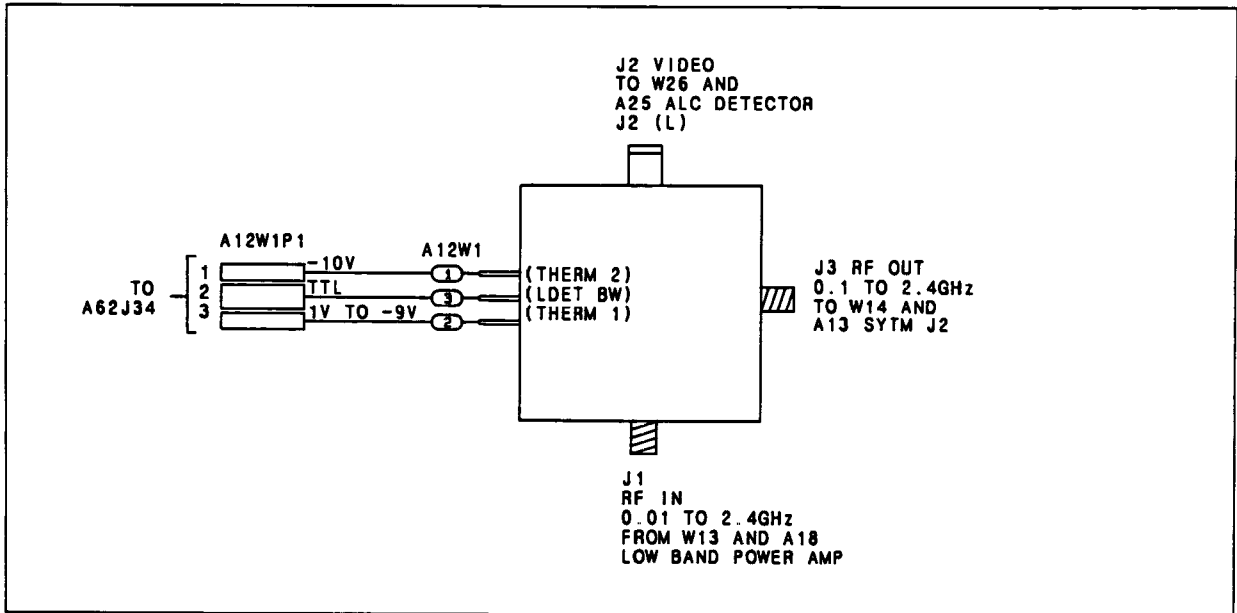 J2 VIDEO
TO W26 AND
A25 ALC DETECTOR
J2 (L)
A12W1P1
A12W1
TO
A62J34
1
-10V
1
(THERM 2)
2
TTL
3
(LDET BW)
3
1V TO -9V
2
(THERM 1)
J3 RF OUT
0.1 TO 2.4GHz
TO W14 AND
A13 SYTM J2
J1
RF IN
0.01 TO 2.4GHz
FROM W13 AND A18
LOW BAND POWER AMP